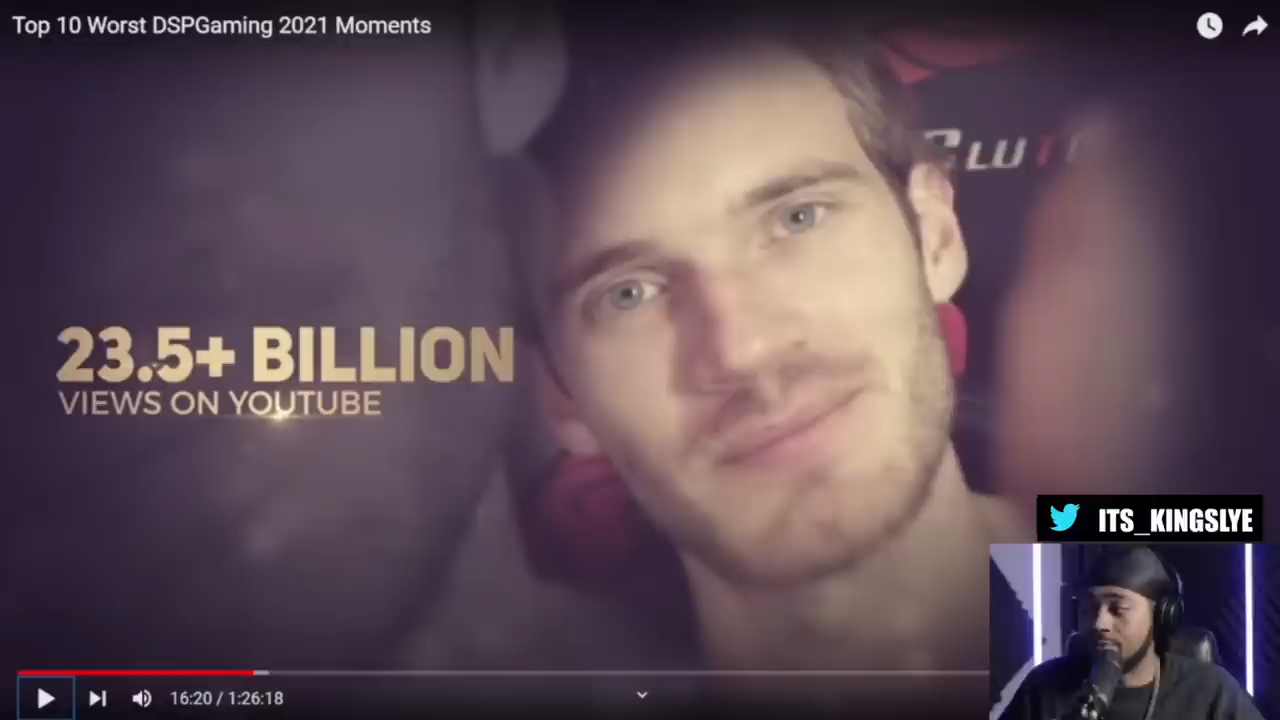 Top 10 Worst DSPGaming 2021 Moments
23.5+ BILLION
VIEWS ON YOUTUBE
ITS_KINGSLYE
16:20 / 1:26:18